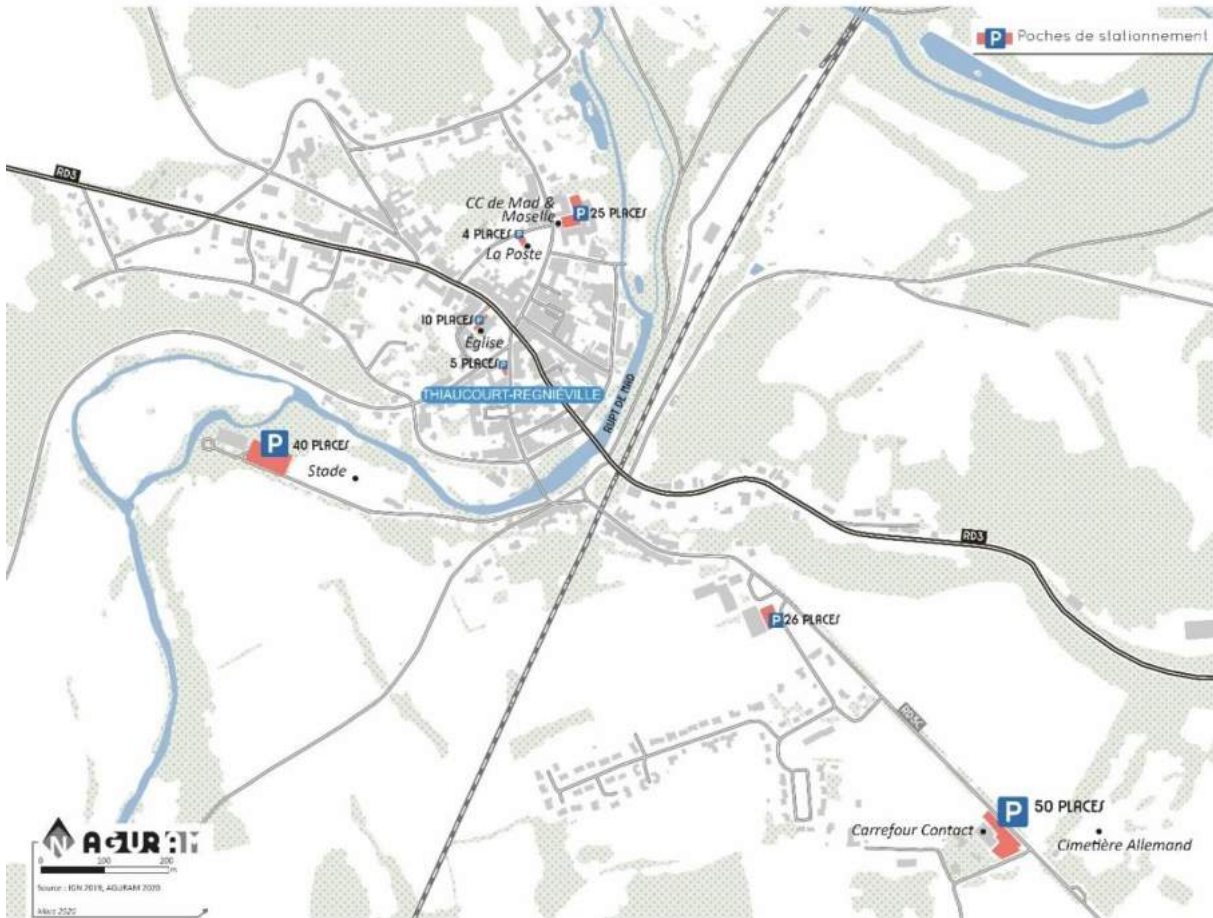 Poches de stationnement
P
RD3
CC de Mad &
Moselle
P
25 PLACES
4 PLACES
P
La Poste
10 PLACES
P
Église
5 PLACES
P
THIAUCOURT-REGNIÉVILLE
RUPT DE MAD
P
40 PLACES
Stade
RD3
P
26 PLACES
RD3C
P
50 PLACES
Carrefour Contact
Cimetière Allemand
N
AGURAM
0 100 200
m
Source : IGN 2019, AGURAM 2020
Mars 2020